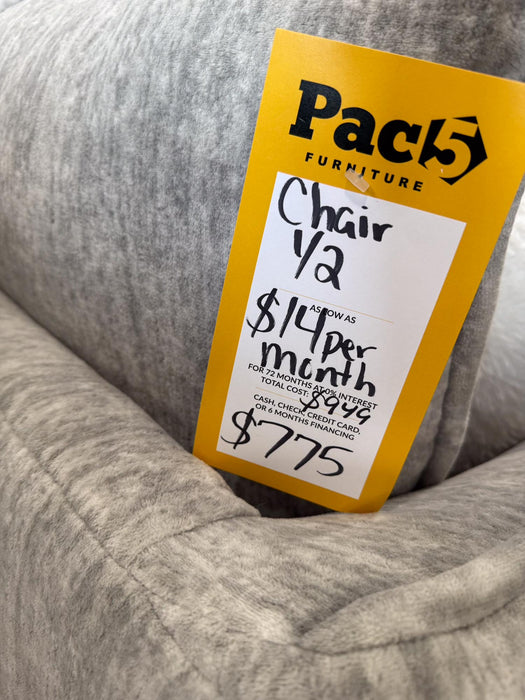 Pac5
FURNITURE
Chair
1/2
AS LOW AS
$14 per
month
FOR 72 MONTHS AT 0% INTEREST
TOTAL COST: $949
CASH, CHECK, CREDIT CARD,
OR 6 MONTHS FINANCING
$775